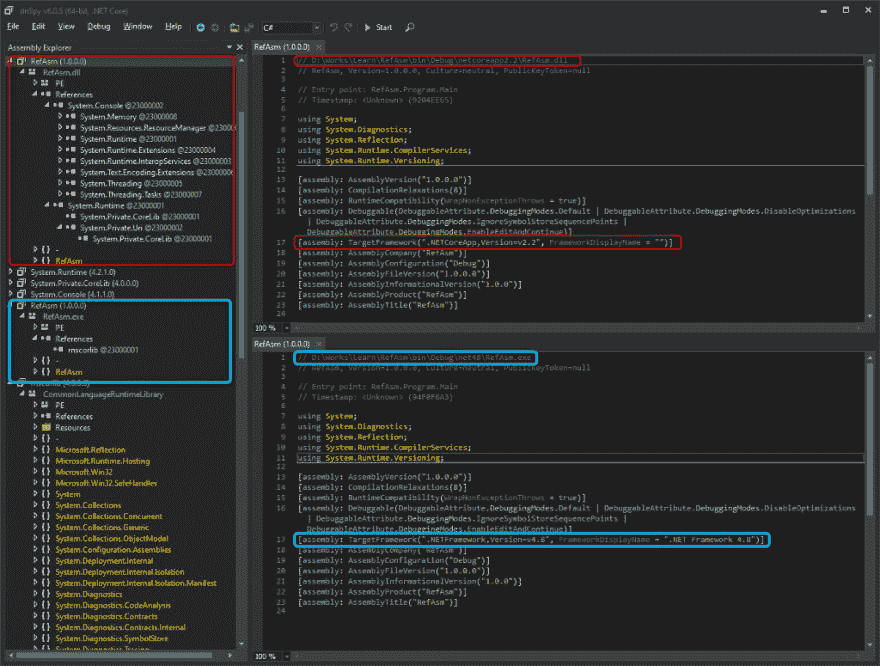 dnSpy v6.0.5 (64-bit, .NET Core)
File Edit View Debug Window Help C# Start
Assembly Explorer
RefAsm (1.0.0.0)
RefAsm.dll
PE
References
System.Console @23000002
System.Memory @23000008
System.Resources.ResourceManager @2300
System.Runtime @23000001
System.Runtime.Extensions @23000004
System.Runtime.InteropServices @23000003
System.Text.Encoding.Extensions @2300000
System.Threading @23000005
System.Threading.Tasks @23000007
System.Runtime @23000001
System.Private.CoreLib @23000001
System.Private.Uri @23000002
System.Private.CoreLib @23000001
{ } -
{ } RefAsm
System.Runtime (4.2.1.0)
System.Private.CoreLib (4.0.0.0)
System.Console (4.1.1.0)
RefAsm (1.0.0.0)
RefAsm.exe
PE
References
mscorlib @23000001
{ } -
{ } RefAsm
mscorlib (4.0.0.0)
CommonLanguageRuntimeLibrary
PE
References
Resources
{ } -
{ } Microsoft.Reflection
{ } Microsoft.Runtime.Hosting
{ } Microsoft.Win32
{ } Microsoft.Win32.SafeHandles
{ } System
{ } System.Collections
{ } System.Collections.Concurrent
{ } System.Collections.Generic
{ } System.Collections.ObjectModel
{ } System.Configuration.Assemblies
{ } System.Deployment.Internal
{ } System.Deployment.Internal.Isolation
{ } System.Deployment.Internal.Isolation.Manifest
{ } System.Diagnostics
{ } System.Diagnostics.CodeAnalysis
{ } System.Diagnostics.Contracts
{ } System.Diagnostics.Contracts.Internal
{ } System.Diagnostics.SymbolStore
{ } System.Diagnostics.Tracing
RefAsm (1.0.0.0)
1 // D:\Works\Learn\RefAsm\bin\Debug\netcoreapp2.2\RefAsm.dll
2 // RefAsm, Version=1.0.0.0, Culture=neutral, PublicKeyToken=null
3
4 // Entry point: RefAsm.Program.Main
5 // Timestamp: <Unknown> (9204EE65)
6
7 using System;
8 using System.Diagnostics;
9 using System.Reflection;
10 using System.Runtime.CompilerServices;
11 using System.Runtime.Versioning;
12
13 [assembly: AssemblyVersion("1.0.0.0")]
14 [assembly: CompilationRelaxations(8)]
15 [assembly: RuntimeCompatibility(WrapNonExceptionThrows = true)]
16 [assembly: Debuggable(DebuggableAttribute.DebuggingModes.Default | DebuggableAttribute.DebuggingModes.DisableOptimizations
| DebuggableAttribute.DebuggingModes.IgnoreSymbolStoreSequencePoints |
DebuggableAttribute.DebuggingModes.EnableEditAndContinue)]
17 [assembly: TargetFramework(".NETCoreApp,Version=v2.2", FrameworkDisplayName = "")]
18 [assembly: AssemblyCompany("RefAsm")]
19 [assembly: AssemblyConfiguration("Debug")]
20 [assembly: AssemblyFileVersion("1.0.0.0")]
21 [assembly: AssemblyInformationalVersion("1.0.0")]
22 [assembly: AssemblyProduct("RefAsm")]
23 [assembly: AssemblyTitle("RefAsm")]
24
100 %
RefAsm (1.0.0.0)
1 // D:\Works\Learn\RefAsm\bin\Debug\net48\RefAsm.exe
2 // RefAsm, Version=1.0.0.0, Culture=neutral, PublicKeyToken=null
3
4 // Entry point: RefAsm.Program.Main
5 // Timestamp: <Unknown> (94F0F6A3)
6
7 using System;
8 using System.Diagnostics;
9 using System.Reflection;
10 using System.Runtime.CompilerServices;
11 using System.Runtime.Versioning;
12
13 [assembly: AssemblyVersion("1.0.0.0")]
14 [assembly: CompilationRelaxations(8)]
15 [assembly: RuntimeCompatibility(WrapNonExceptionThrows = true)]
16 [assembly: Debuggable(DebuggableAttribute.DebuggingModes.Default | DebuggableAttribute.DebuggingModes.DisableOptimizations
| DebuggableAttribute.DebuggingModes.IgnoreSymbolStoreSequencePoints |
DebuggableAttribute.DebuggingModes.EnableEditAndContinue)]
17 [assembly: TargetFramework(".NETFramework,Version=v4.8", FrameworkDisplayName = ".NET Framework 4.8")]
18 [assembly: AssemblyCompany("RefAsm")]
19 [assembly: AssemblyConfiguration("Debug")]
20 [assembly: AssemblyFileVersion("1.0.0.0")]
21 [assembly: AssemblyInformationalVersion("1.0.0")]
22 [assembly: AssemblyProduct("RefAsm")]
23 [assembly: AssemblyTitle("RefAsm")]
24
100 %